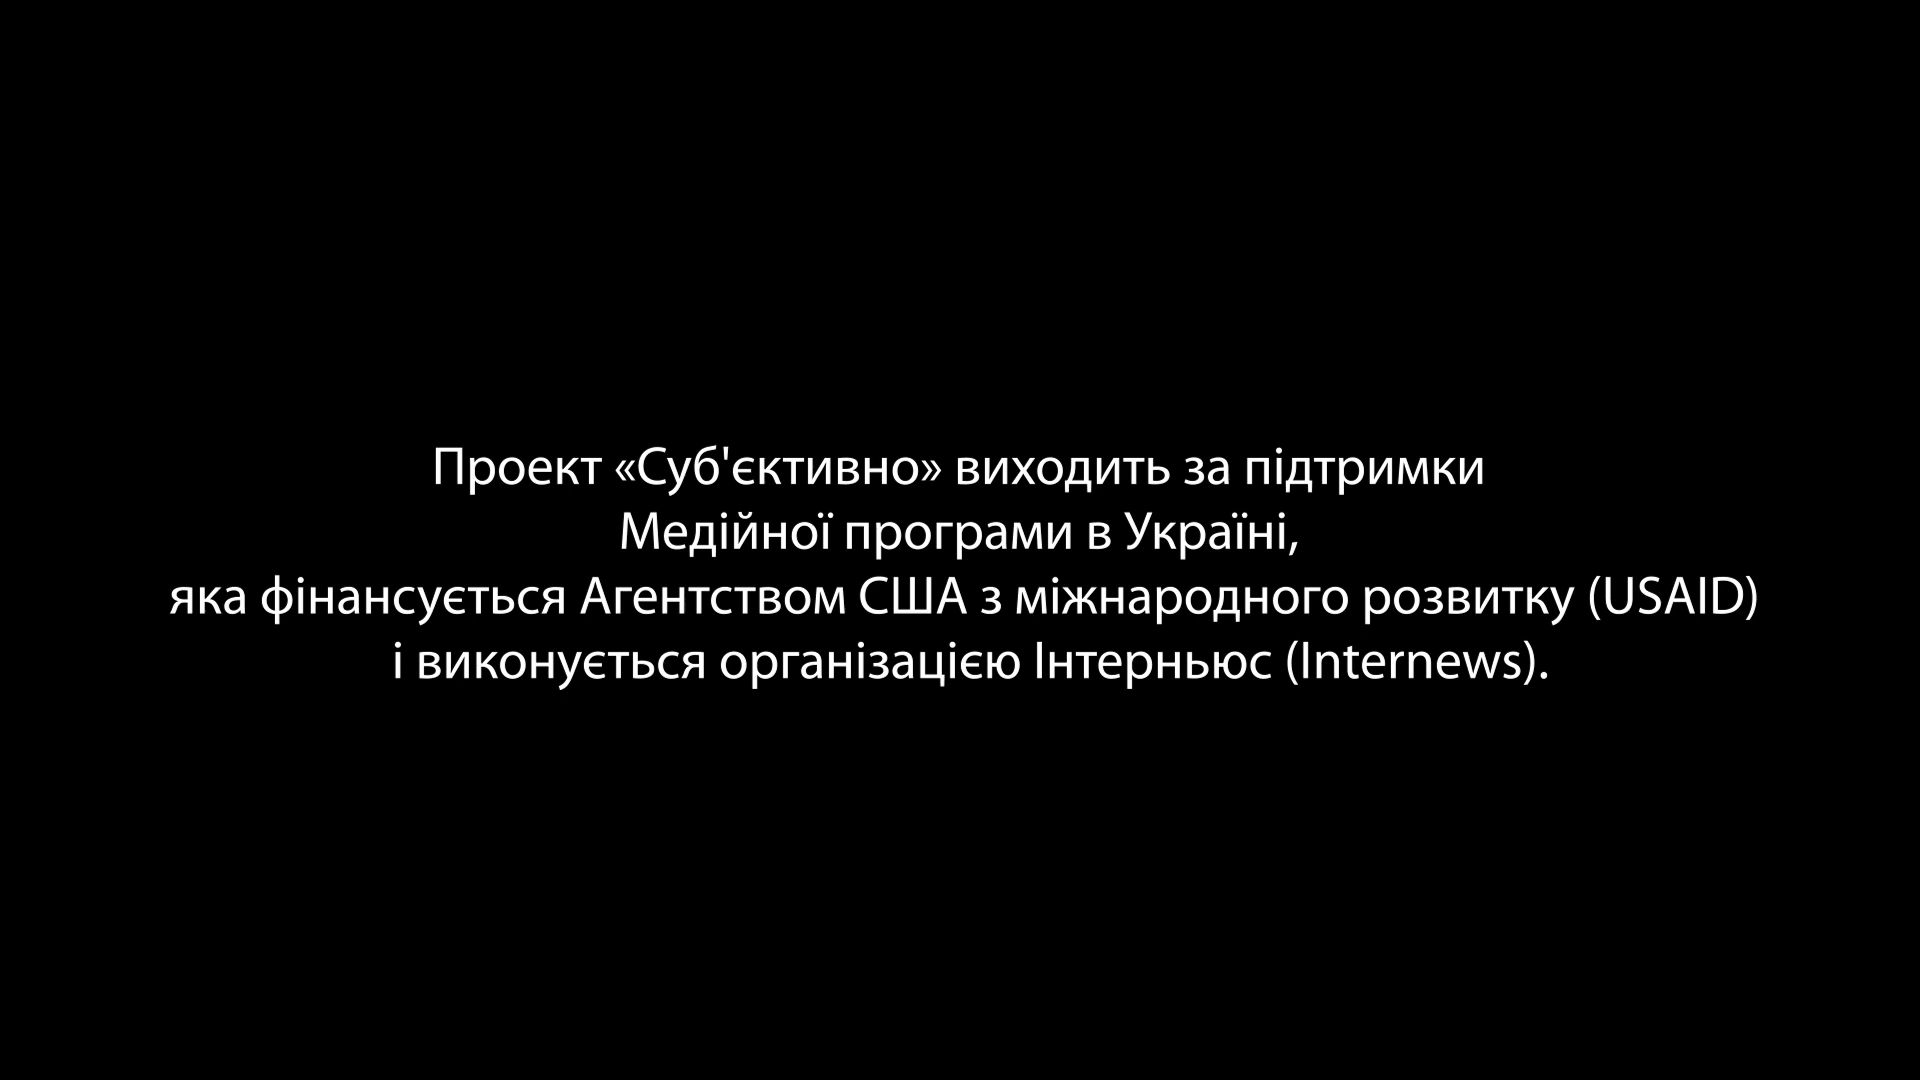 Проект «Суб'єктивно» виходить за підтримки
Медійної програми в Україні,
яка фінансується Агентством США з міжнародного розвитку (USAID)
і виконується організацією Інтерньюс (Internews).